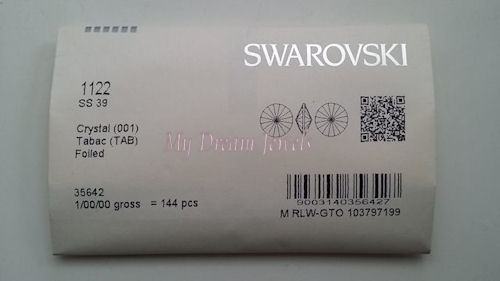 SWAROVSKI
1122
SS 39
Crystal (001)
Tabac (TAB)
Foiled
My Dream Jewels
35642
1/00/00 gross = 144 pcs
9003140356427
M RLW-GTO 103797199